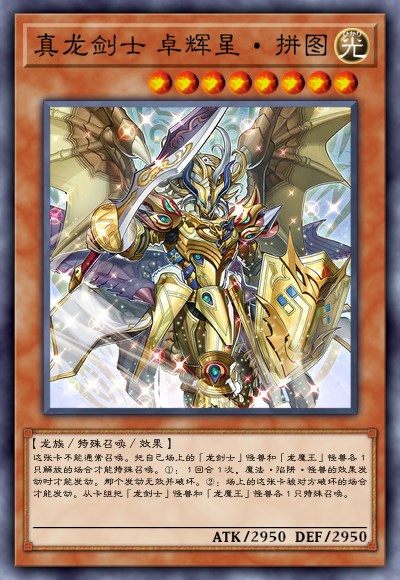 真龙剑士 卓辉星·拼图
光
【龙族/特殊召唤/效果】
这张卡不能通常召唤。把自己场上的「龙剑士」怪兽和「龙魔王」怪兽各1
只解放的场合才能特殊召唤。①：1回合1次，魔法·陷阱·怪兽的效果发
动时才能发动。那个发动无效并破坏。②：场上的这张卡被对方破坏的场合
才能发动。从卡组把「龙剑士」怪兽和「龙魔王」怪兽各1只特殊召唤。
ATK/2950 DEF/2950